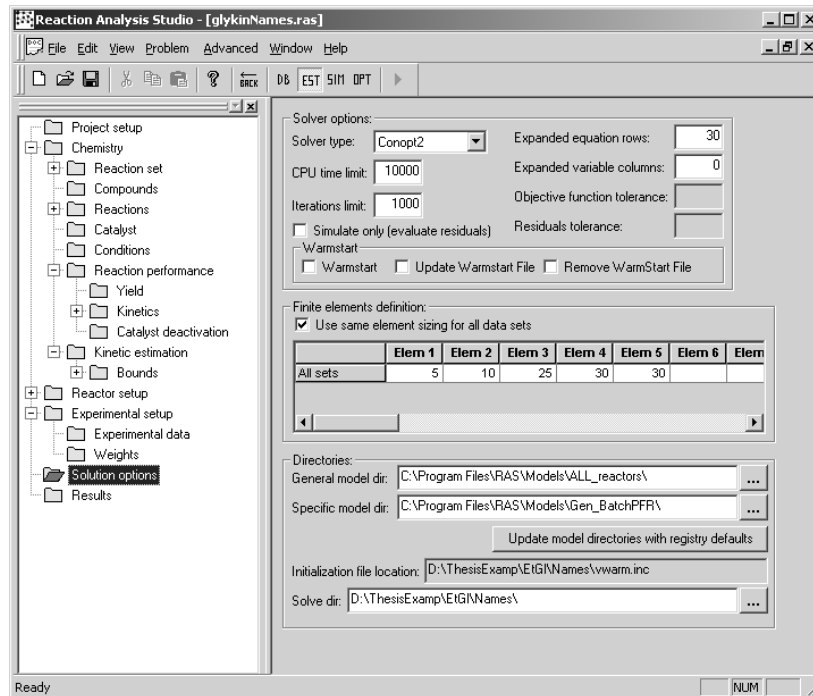 Reaction Analysis Studio - [glykinNames.ras]
File Edit View Problem Advanced Window Help
BACK DB EST SIM OPT
Project setup
Chemistry
Reaction set
Compounds
Reactions
Catalyst
Conditions
Reaction performance
Yield
Kinetics
Catalyst deactivation
Kinetic estimation
Bounds
Reactor setup
Experimental setup
Experimental data
Weights
Solution options
Results
Solver options:
Solver type: Conopt2 Expanded equation rows: 30
CPU time limit: 10000 Expanded variable columns: 0
Iterations limit: 1000 Objective function tolerance:
Simulate only (evaluate residuals) Residuals tolerance:
Warmstart
Warmstart Update Warmstart File Remove WarmStart File
Finite elements definition:
Use same element sizing for all data sets
Elem 1 Elem 2 Elem 3 Elem 4 Elem 5 Elem 6 Elem
All sets 5 10 25 30 30
Directories:
General model dir: C:\Program Files\RAS\Models\ALL_reactors\ ...
Specific model dir: C:\Program Files\RAS\Models\Gen_BatchPFR\ ...
Update model directories with registry defaults
Initialization file location: D:\ThesisExamp\EtGl\Names\vwarm.inc
Solve dir: D:\ThesisExamp\EtGl\Names\ ...
Ready NUM